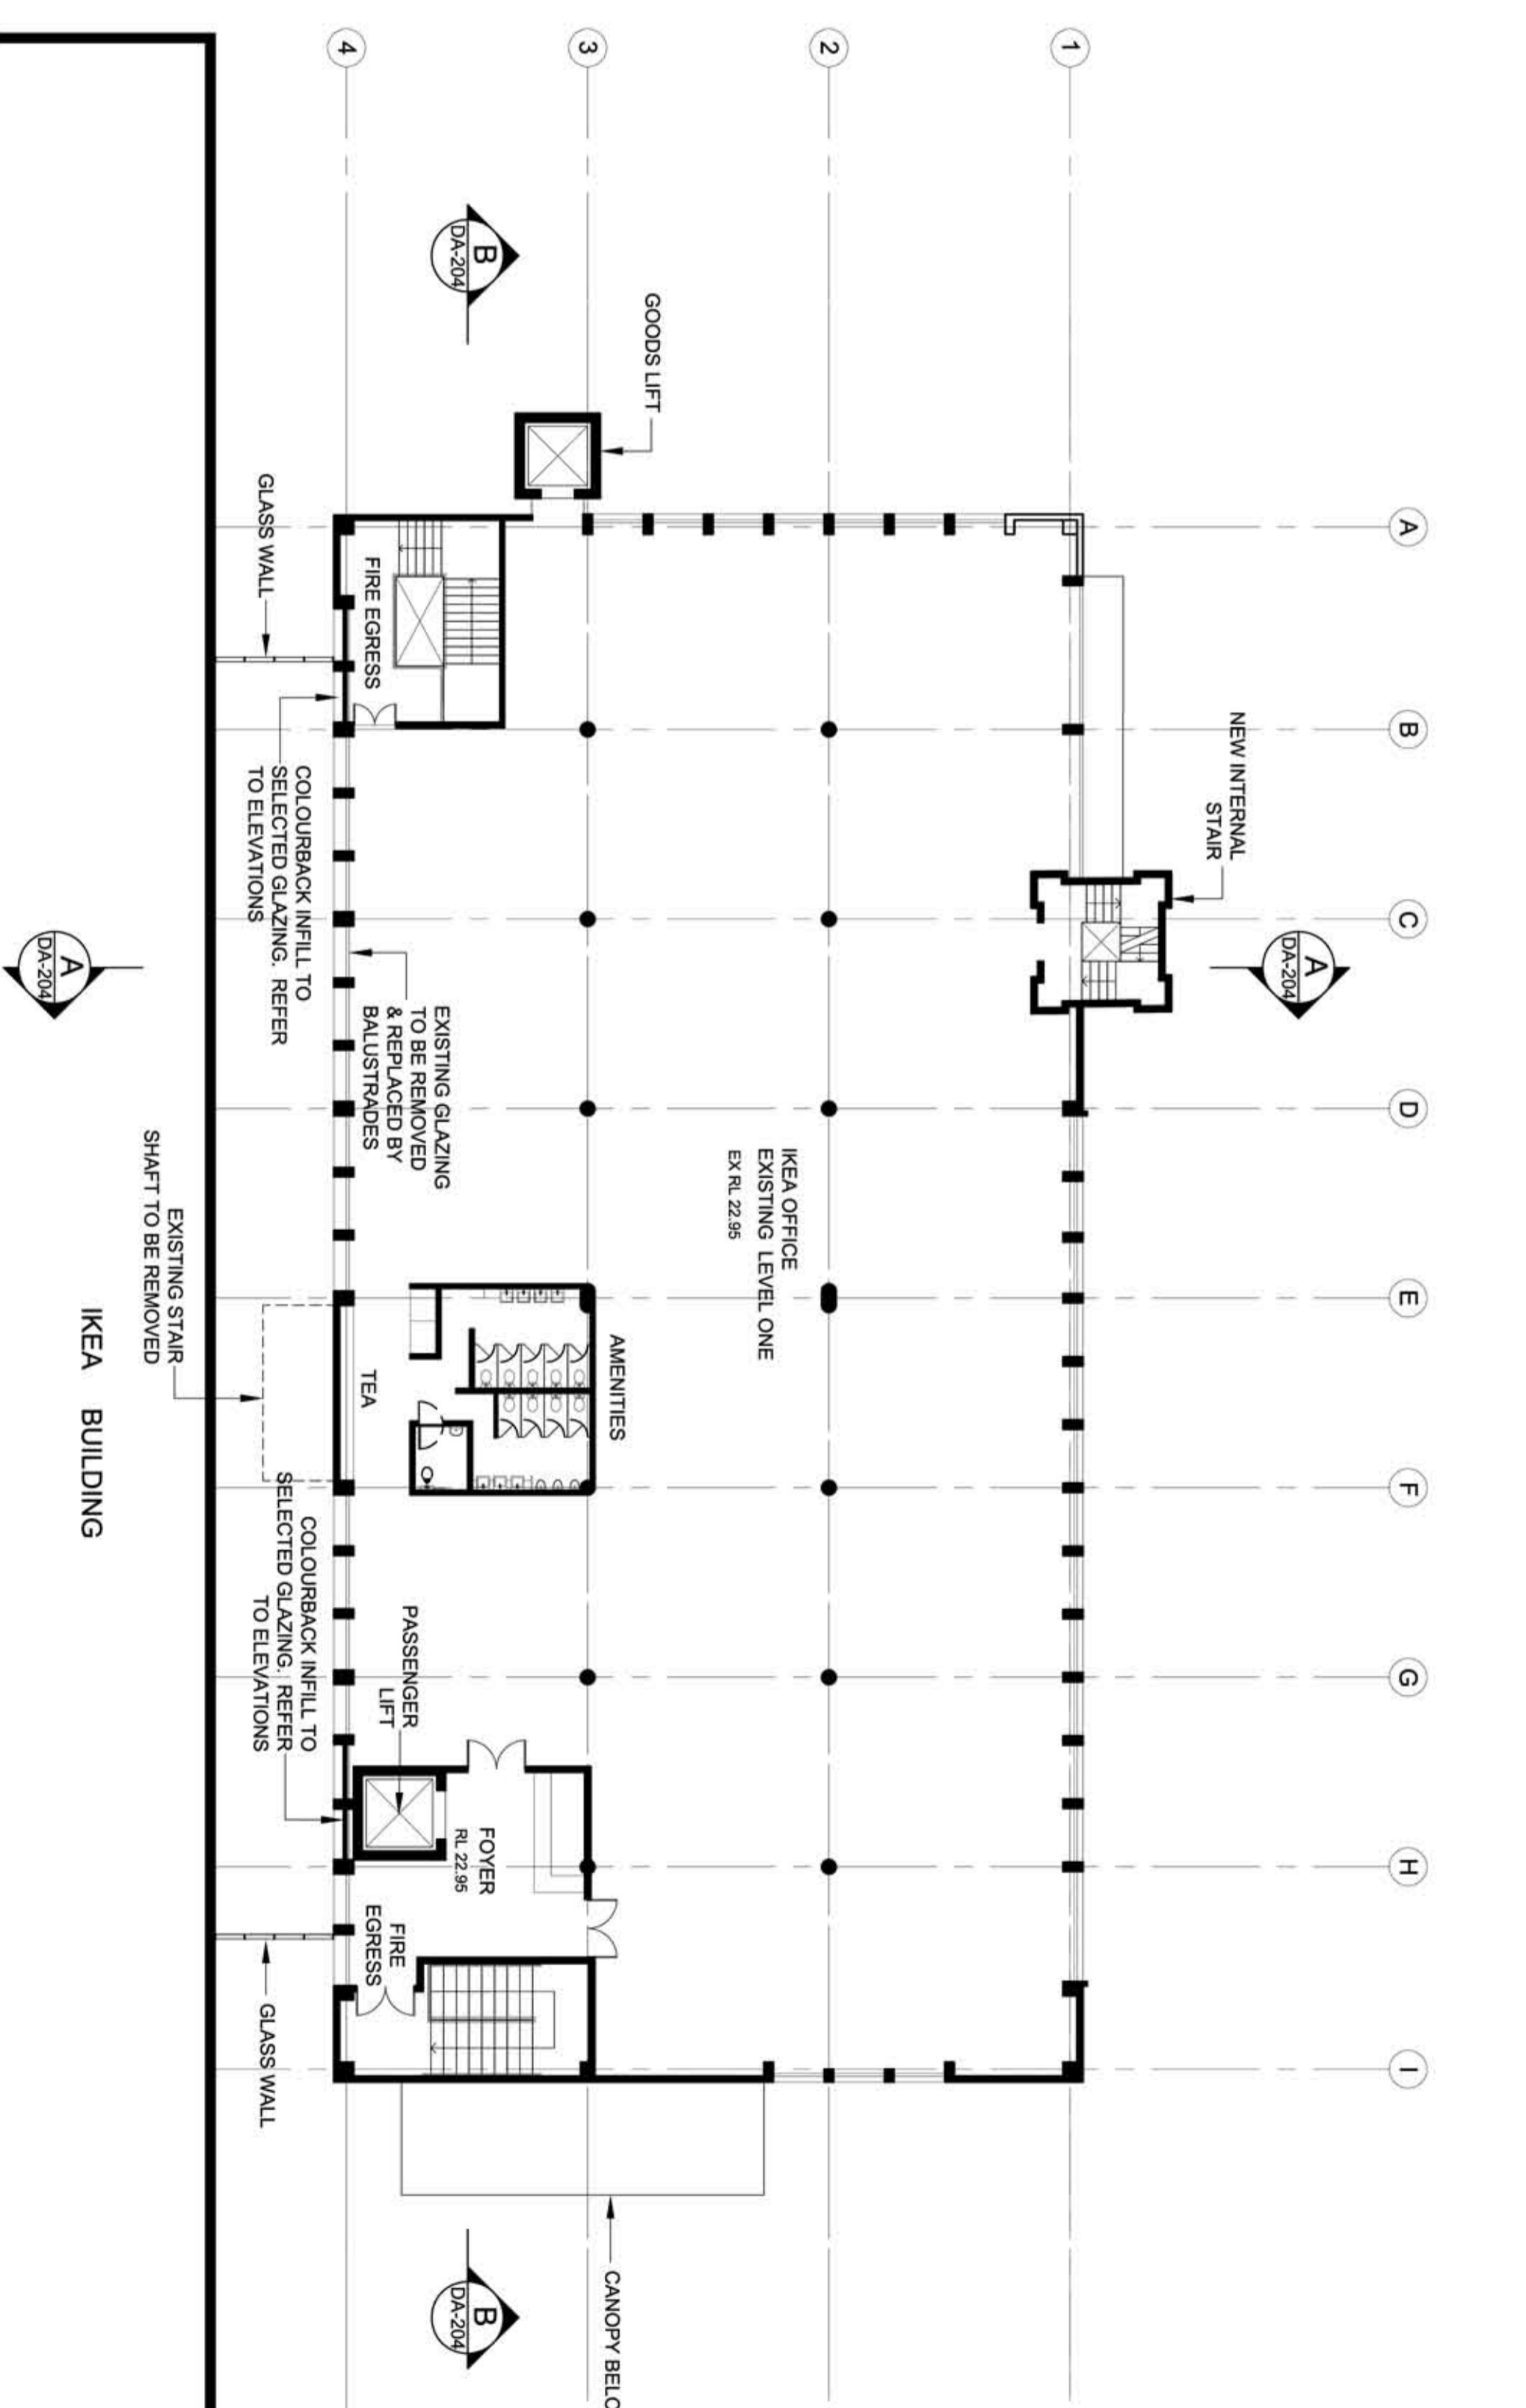 A
B
C
D
E
F
G
H
I
NEW INTERNAL
STAIR
A
DA-204
1
2
3
4
GOODS LIFT
B
DA-204
B
DA-204
IKEA OFFICE
EXISTING LEVEL ONE
EX RL 22.95
AMENITIES
CANOPY BELO
FIRE EGRESS
EXISTING GLAZING
TO BE REMOVED
& REPLACED BY
BALUSTRADES
TEA
PASSENGER
LIFT
FOYER
RL 22.95
FIRE
EGRESS
GLASS WALL
COLOURBACK INFILL TO
SELECTED GLAZING. REFER
TO ELEVATIONS
COLOURBACK INFILL TO
SELECTED GLAZING. REFER
TO ELEVATIONS
GLASS WALL
EXISTING STAIR
SHAFT TO BE REMOVED
A
DA-204
IKEA BUILDING